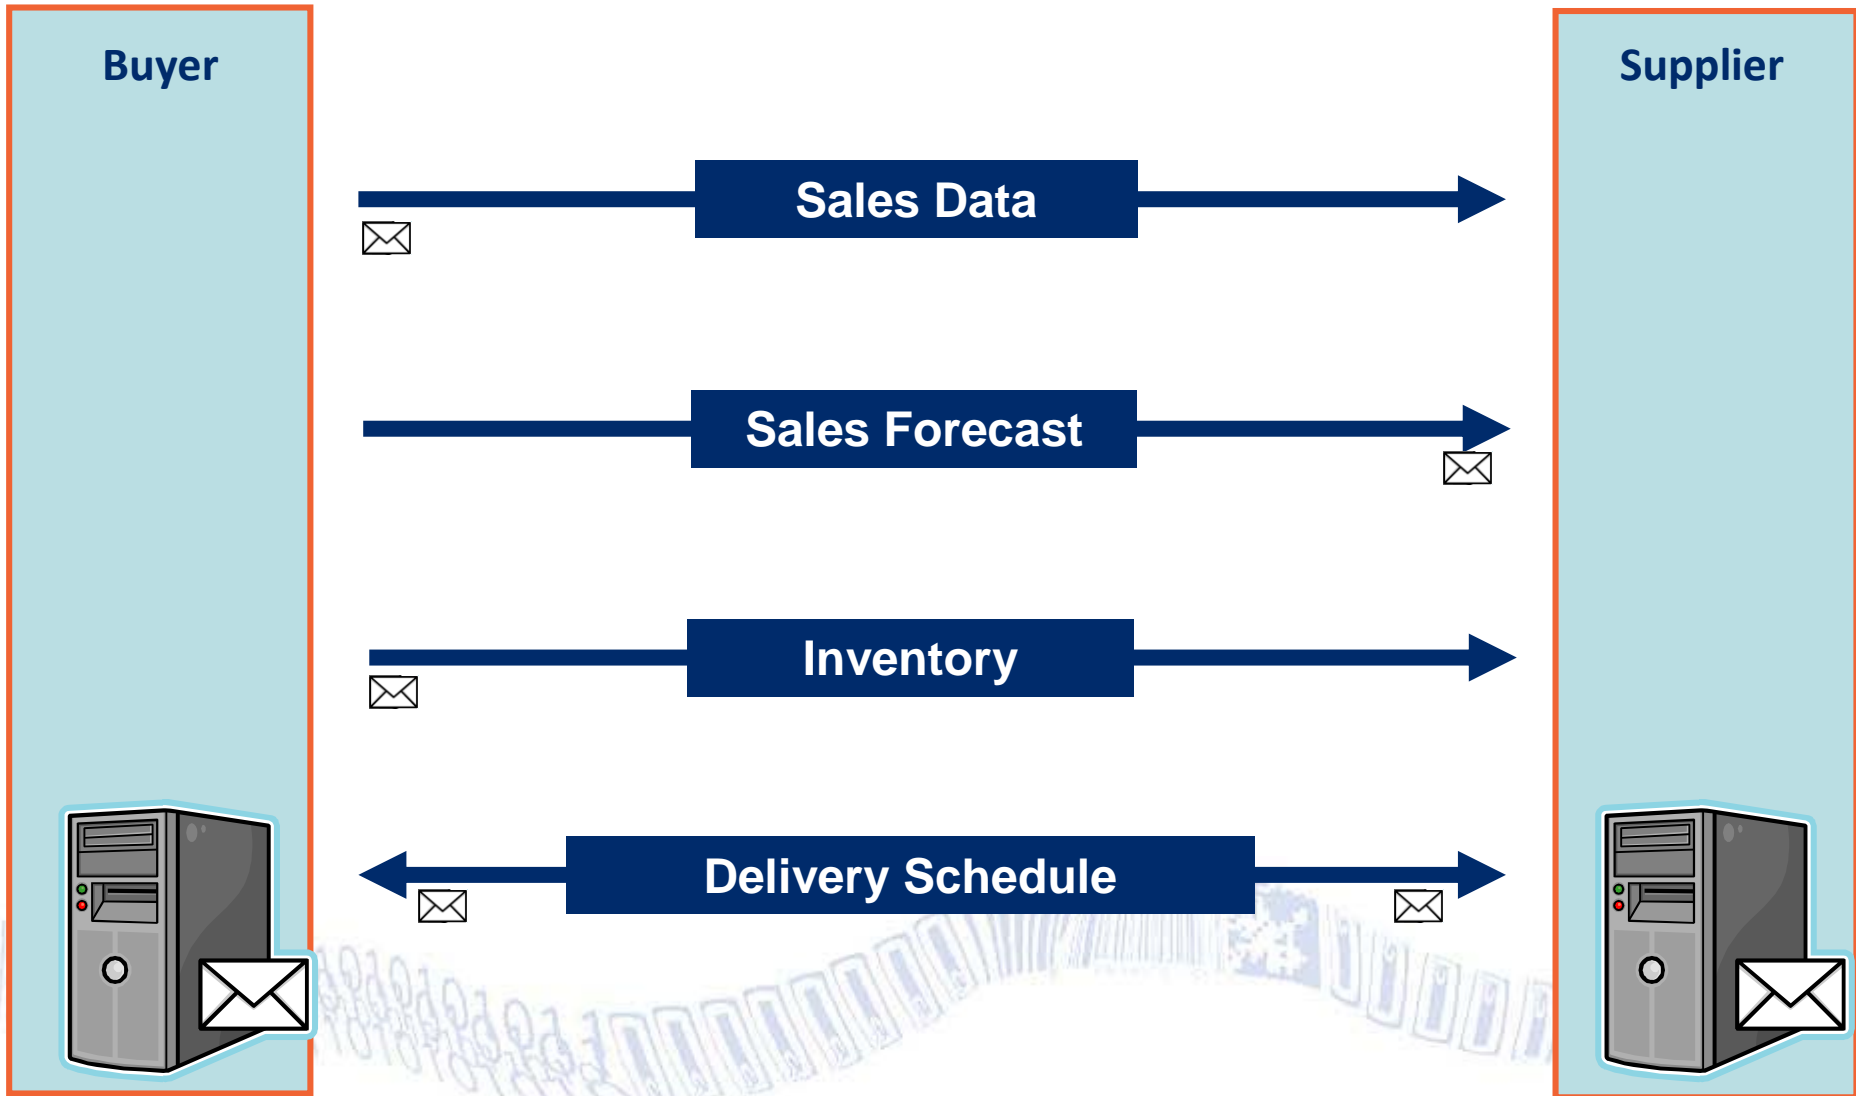 Buyer
Supplier
Sales Data
Sales Forecast
Inventory
Delivery Schedule